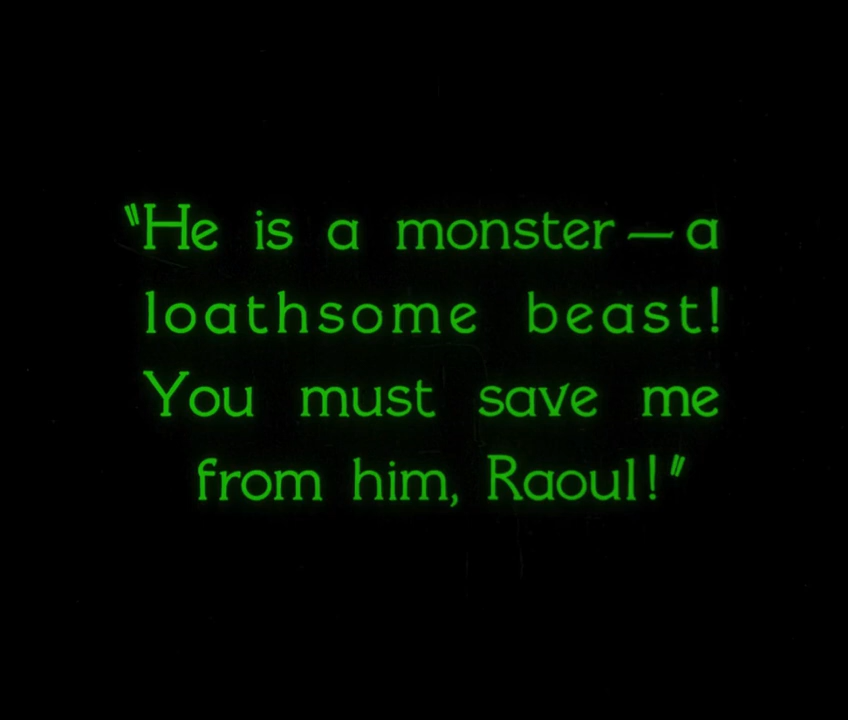 "He is a monster — a
loathsome beast!
You must save me
from him, Raoul!"